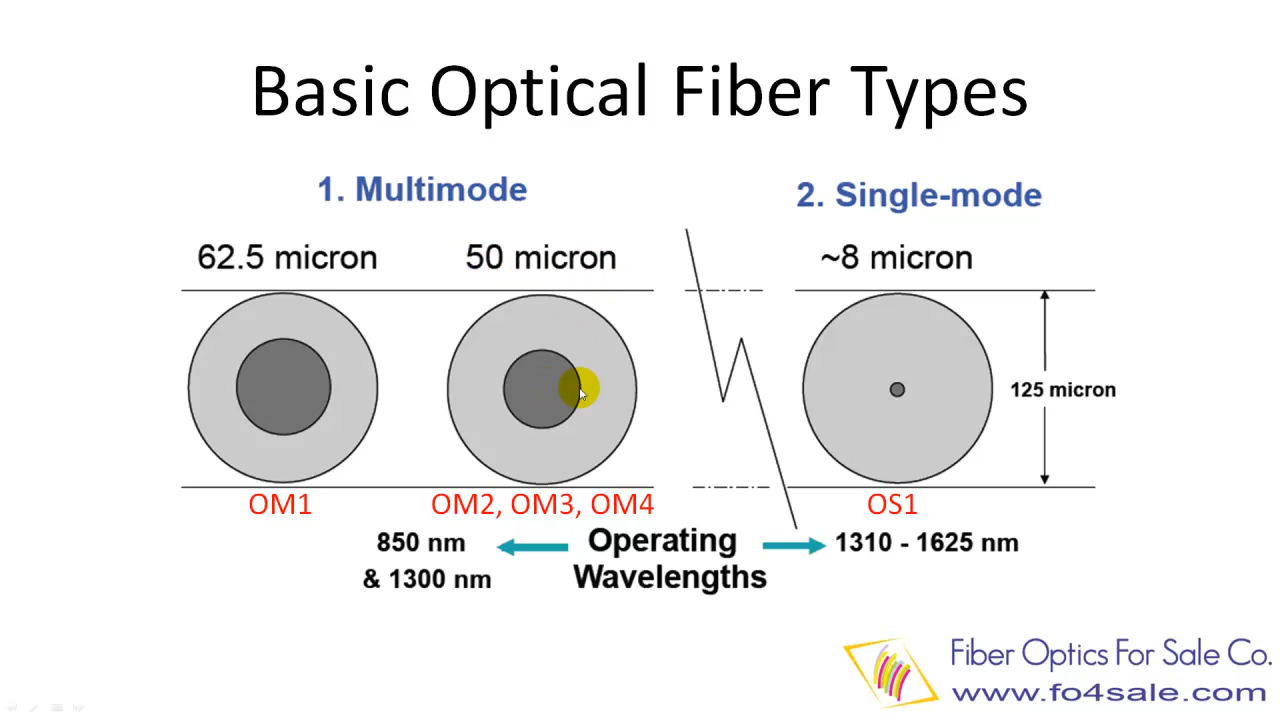 Basic Optical Fiber Types
1. Multimode
2. Single-mode
62.5 micron
50 micron
~8 micron
125 micron
OM1
OM2, OM3, OM4
OS1
850 nm
& 1300 nm
Operating
Wavelengths
1310 - 1625 nm
Fiber Optics For Sale Co.
www.fo4sale.com